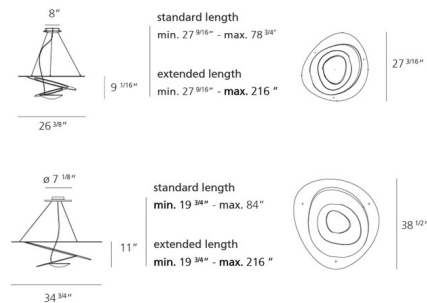 8"
standard length
min. 27 9/16" - max. 78 3/4"
extended length
min. 27 9/16" - max. 216 "
9 1/16"
26 3/8"
27 3/16"
ø 7 1/8"
standard length
min. 19 3/4" - max. 84"
extended length
min. 19 3/4" - max. 216 "
11"
34 3/4"
38 1/2"